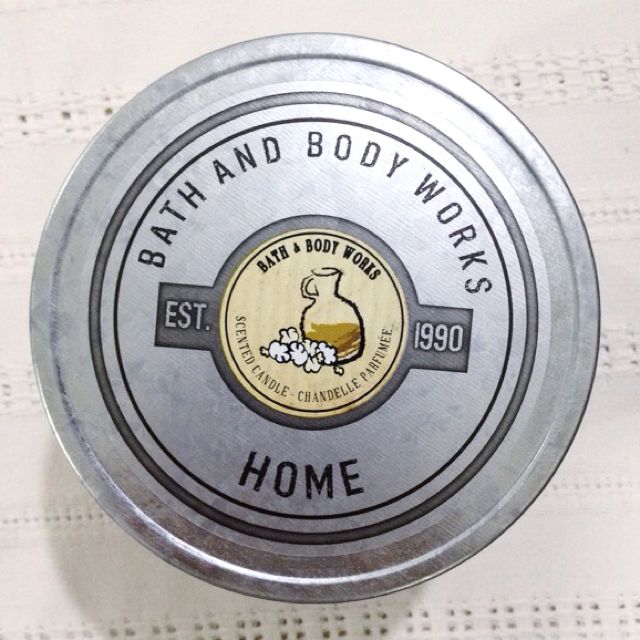 BATH AND BODY WORKS
EST. 1990
BATH & BODY WORKS
SCENTED CANDLE - CHANDELLE PARFUMÉE
HOME